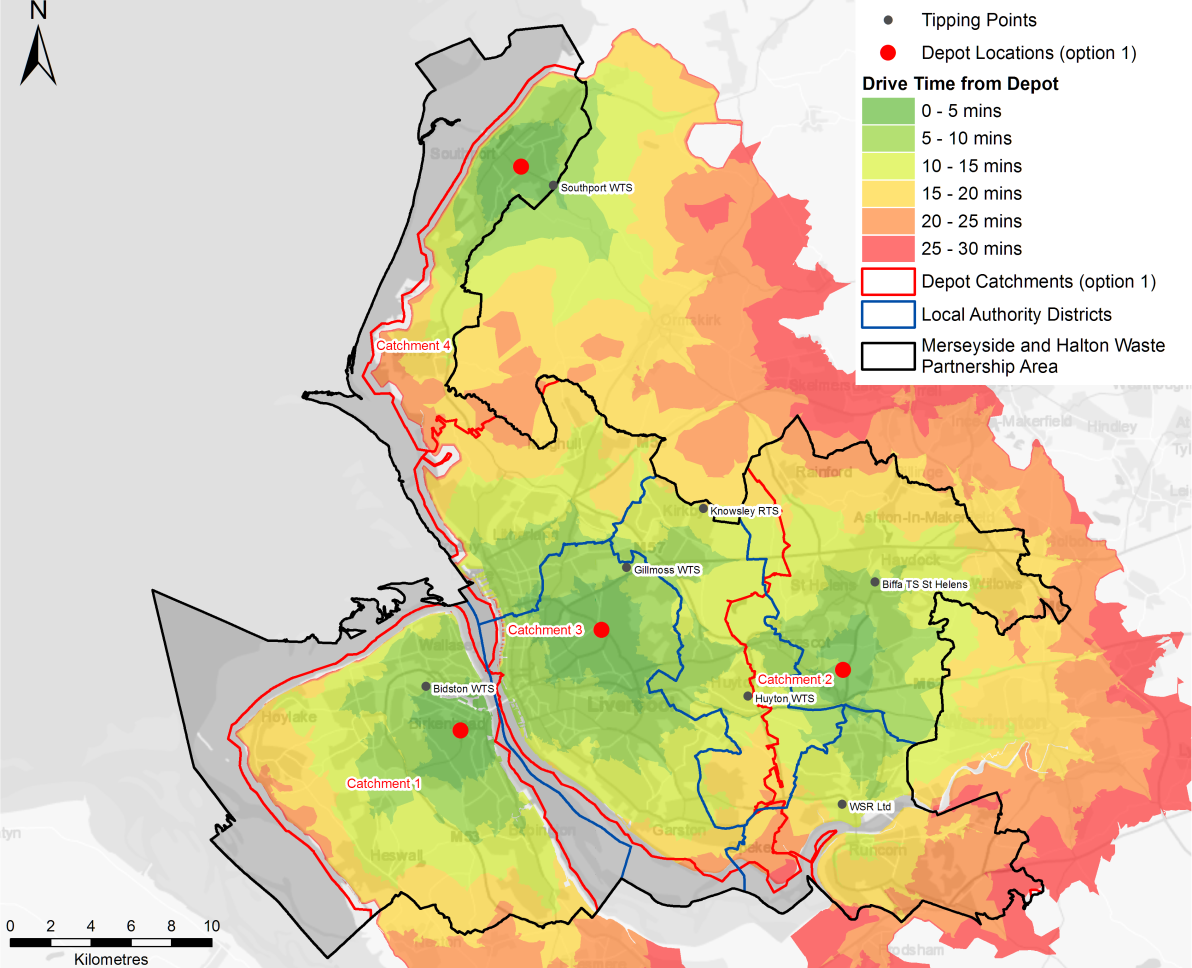 N
Tipping Points
Depot Locations (option 1)
Drive Time from Depot
0 - 5 mins
5 - 10 mins
10 - 15 mins
15 - 20 mins
20 - 25 mins
25 - 30 mins
Depot Catchments (option 1)
Local Authority Districts
Merseyside and Halton Waste
Partnership Area
Southport
Southport WTS
Ormskirk
Catchment 4
Hindley
Rainford
Knowsley RTS
Ashton-In-Makerfield
Haydock
Gillmoss WTS
St Helens
Biffa TS St Helens
Catchment 3
Catchment 2
Bidston WTS
Huyton WTS
Liverpool
Hoylake
Birkenhead
M62
Warrington
Catchment 1
WSR Ltd
M53
Bebington
Garston
Heswall
Runcorn
Frodsham
0 2 4 6 8 10
Kilometres